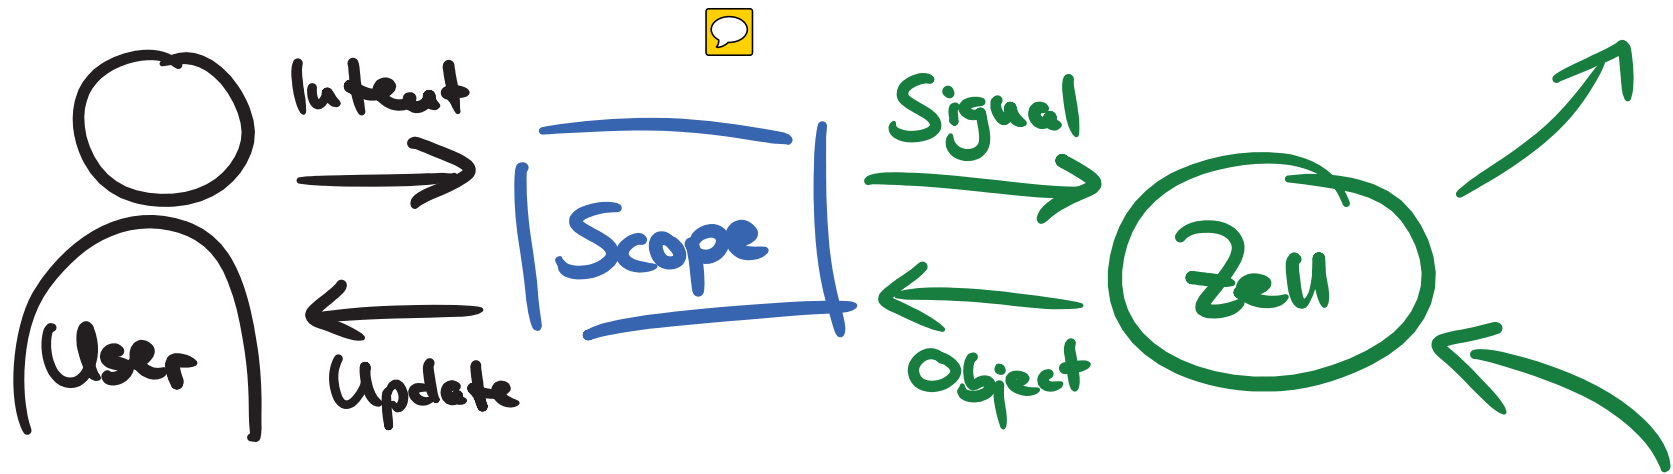 Intent
Signal
Scope
Zell
User
Update
Object